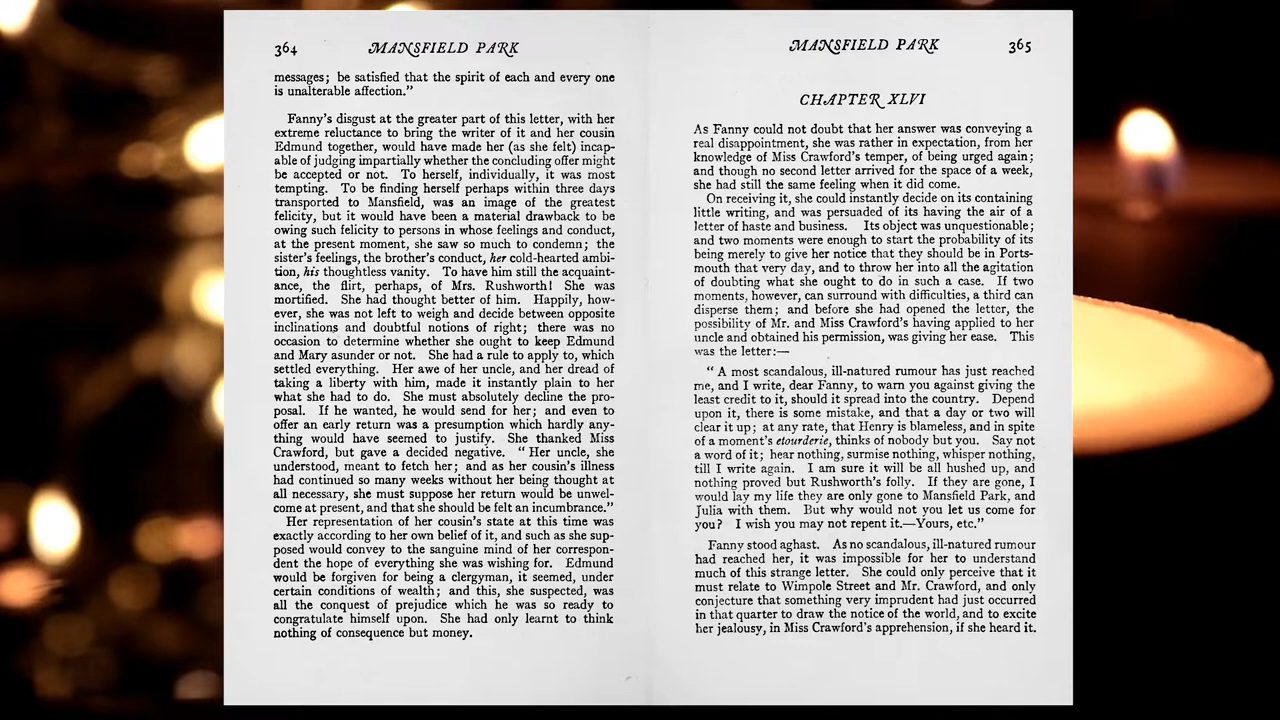 364 MANSFIELD PARK
messages; be satisfied that the spirit of each and every one
is unalterable affection.”
Fanny’s disgust at the greater part of this letter, with her
extreme reluctance to bring the writer of it and her cousin
Edmund together, would have made her (as she felt) incap-
able of judging impartially whether the concluding offer might
be accepted or not. To herself, individually, it was most
tempting. To be finding herself perhaps within three days
transported to Mansfield, was an image of the greatest
felicity, but it would have been a material drawback to be
owing such felicity to persons in whose feelings and conduct,
at the present moment, she saw so much to condemn; the
sister’s feelings, the brother’s conduct, her cold-hearted ambi-
tion, his thoughtless vanity. To have him still the acquaint-
ance, the flirt, perhaps, of Mrs. Rushworth! She was
mortified. She had thought better of him. Happily, how-
ever, she was not left to weigh and decide between opposite
inclinations and doubtful notions of right; there was no
occasion to determine whether she ought to keep Edmund
and Mary asunder or not. She had a rule to apply to, which
settled everything. Her awe of her uncle, and her dread of
taking a liberty with him, made it instantly plain to her
what she had to do. She must absolutely decline the pro-
posal. If he wanted, he would send for her; and even to
offer an early return was a presumption which hardly any-
thing would have seemed to justify. She thanked Miss
Crawford, but gave a decided negative. “Her uncle, she
understood, meant to fetch her; and as her cousin’s illness
had continued so many weeks without her being thought at
all necessary, she must suppose her return would be unwel-
come at present, and that she should be felt an incumbrance.”
Her representation of her cousin’s state at this time was
exactly according to her own belief of it, and such as she sup-
posed would convey to the sanguine mind of her correspon-
dent the hope of everything she was wishing for. Edmund
would be forgiven for being a clergyman, it seemed, under
certain conditions of wealth; and this, she suspected, was
all the conquest of prejudice which he was so ready to
congratulate himself upon. She had only learnt to think
nothing of consequence but money.
MANSFIELD PARK 365
CHAPTER XLVI
As Fanny could not doubt that her answer was conveying a
real disappointment, she was rather in expectation, from her
knowledge of Miss Crawford’s temper, of being urged again;
and though no second letter arrived for the space of a week,
she had still the same feeling when it did come.
On receiving it, she could instantly decide on its containing
little writing, and was persuaded of its having the air of a
letter of haste and business. Its object was unquestionable;
and two moments were enough to start the probability of its
being merely to give her notice that they should be in Ports-
mouth that very day, and to throw her into all the agitation
of doubting what she ought to do in such a case. If two
moments, however, can surround with difficulties, a third can
disperse them; and before she had opened the letter, the
possibility of Mr. and Miss Crawford’s having applied to her
uncle and obtained his permission, was giving her ease. This
was the letter:—
“A most scandalous, ill-natured rumour has just reached
me, and I write, dear Fanny, to warn you against giving the
least credit to it, should it spread into the country. Depend
upon it, there is some mistake, and that a day or two will
clear it up; at any rate, that Henry is blameless, and in spite
of a moment’s etourderie, thinks of nobody but you. Say not
a word of it; hear nothing, surmise nothing, whisper nothing,
till I write again. I am sure it will be all hushed up, and
nothing proved but Rushworth’s folly. If they are gone, I
would lay my life they are only gone to Mansfield Park, and
Julia with them. But why would not you let us come for
you? I wish you may not repent it.—Yours, etc.”
Fanny stood aghast. As no scandalous, ill-natured rumour
had reached her, it was impossible for her to understand
much of this strange letter. She could only perceive that it
must relate to Wimpole Street and Mr. Crawford, and only
conjecture that something very imprudent had just occurred
in that quarter to draw the notice of the world, and to excite
her jealousy, in Miss Crawford’s apprehension, if she heard it.